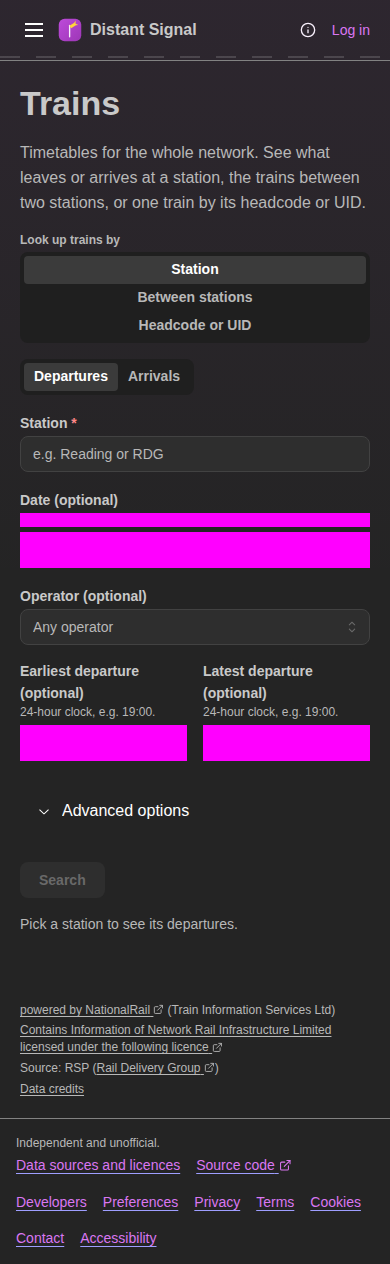 Distant Signal
Log in
Trains
Timetables for the whole network. See what
leaves or arrives at a station, the trains between
two stations, or one train by its headcode or UID.
Look up trains by
Station
Between stations
Headcode or UID
Departures Arrivals
Station *
e.g. Reading or RDG
Date (optional)
Operator (optional)
Any operator
Earliest departure (optional)
24-hour clock, e.g. 19:00.
Latest departure (optional)
24-hour clock, e.g. 19:00.
Advanced options
Search
Pick a station to see its departures.
powered by NationalRail (Train Information Services Ltd)
Contains Information of Network Rail Infrastructure Limited
licensed under the following licence
Source: RSP (Rail Delivery Group)
Data credits
Independent and unofficial.
Data sources and licences Source code
Developers Preferences Privacy Terms Cookies
Contact Accessibility